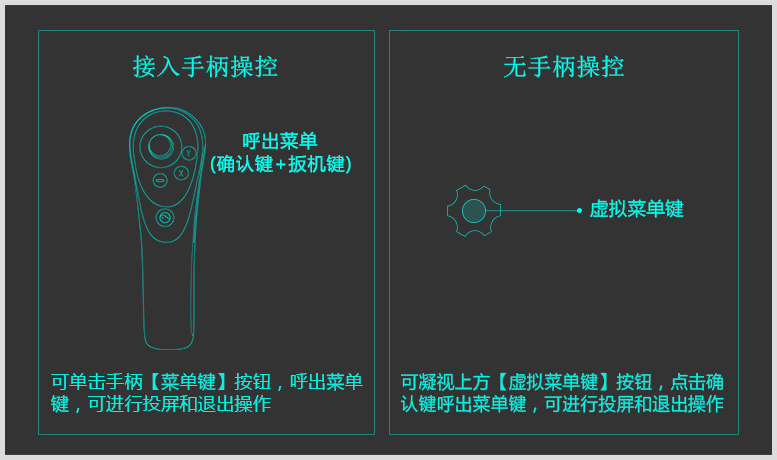 接入手柄操控
呼出菜单
(确认键+扳机键)
Y
X
可单击手柄【菜单键】按钮，呼出菜单
键，可进行投屏和退出操作
无手柄操控
虚拟菜单键
可凝视上方【虚拟菜单键】按钮，点击确
认键呼出菜单键，可进行投屏和退出操作